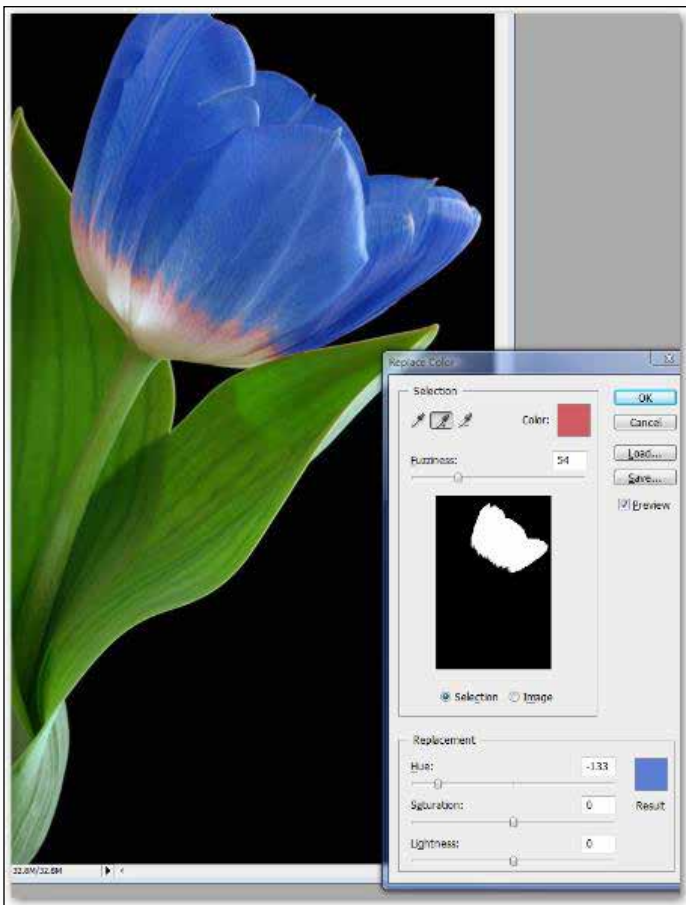 Replace Color
Selection
Color:
Fuzziness:
54
Selection
Image
OK
Cancel
Load...
Save...
Preview
Replacement
Hue:
-133
Saturation:
0
Result
Lightness:
0
32.8M/32.8M